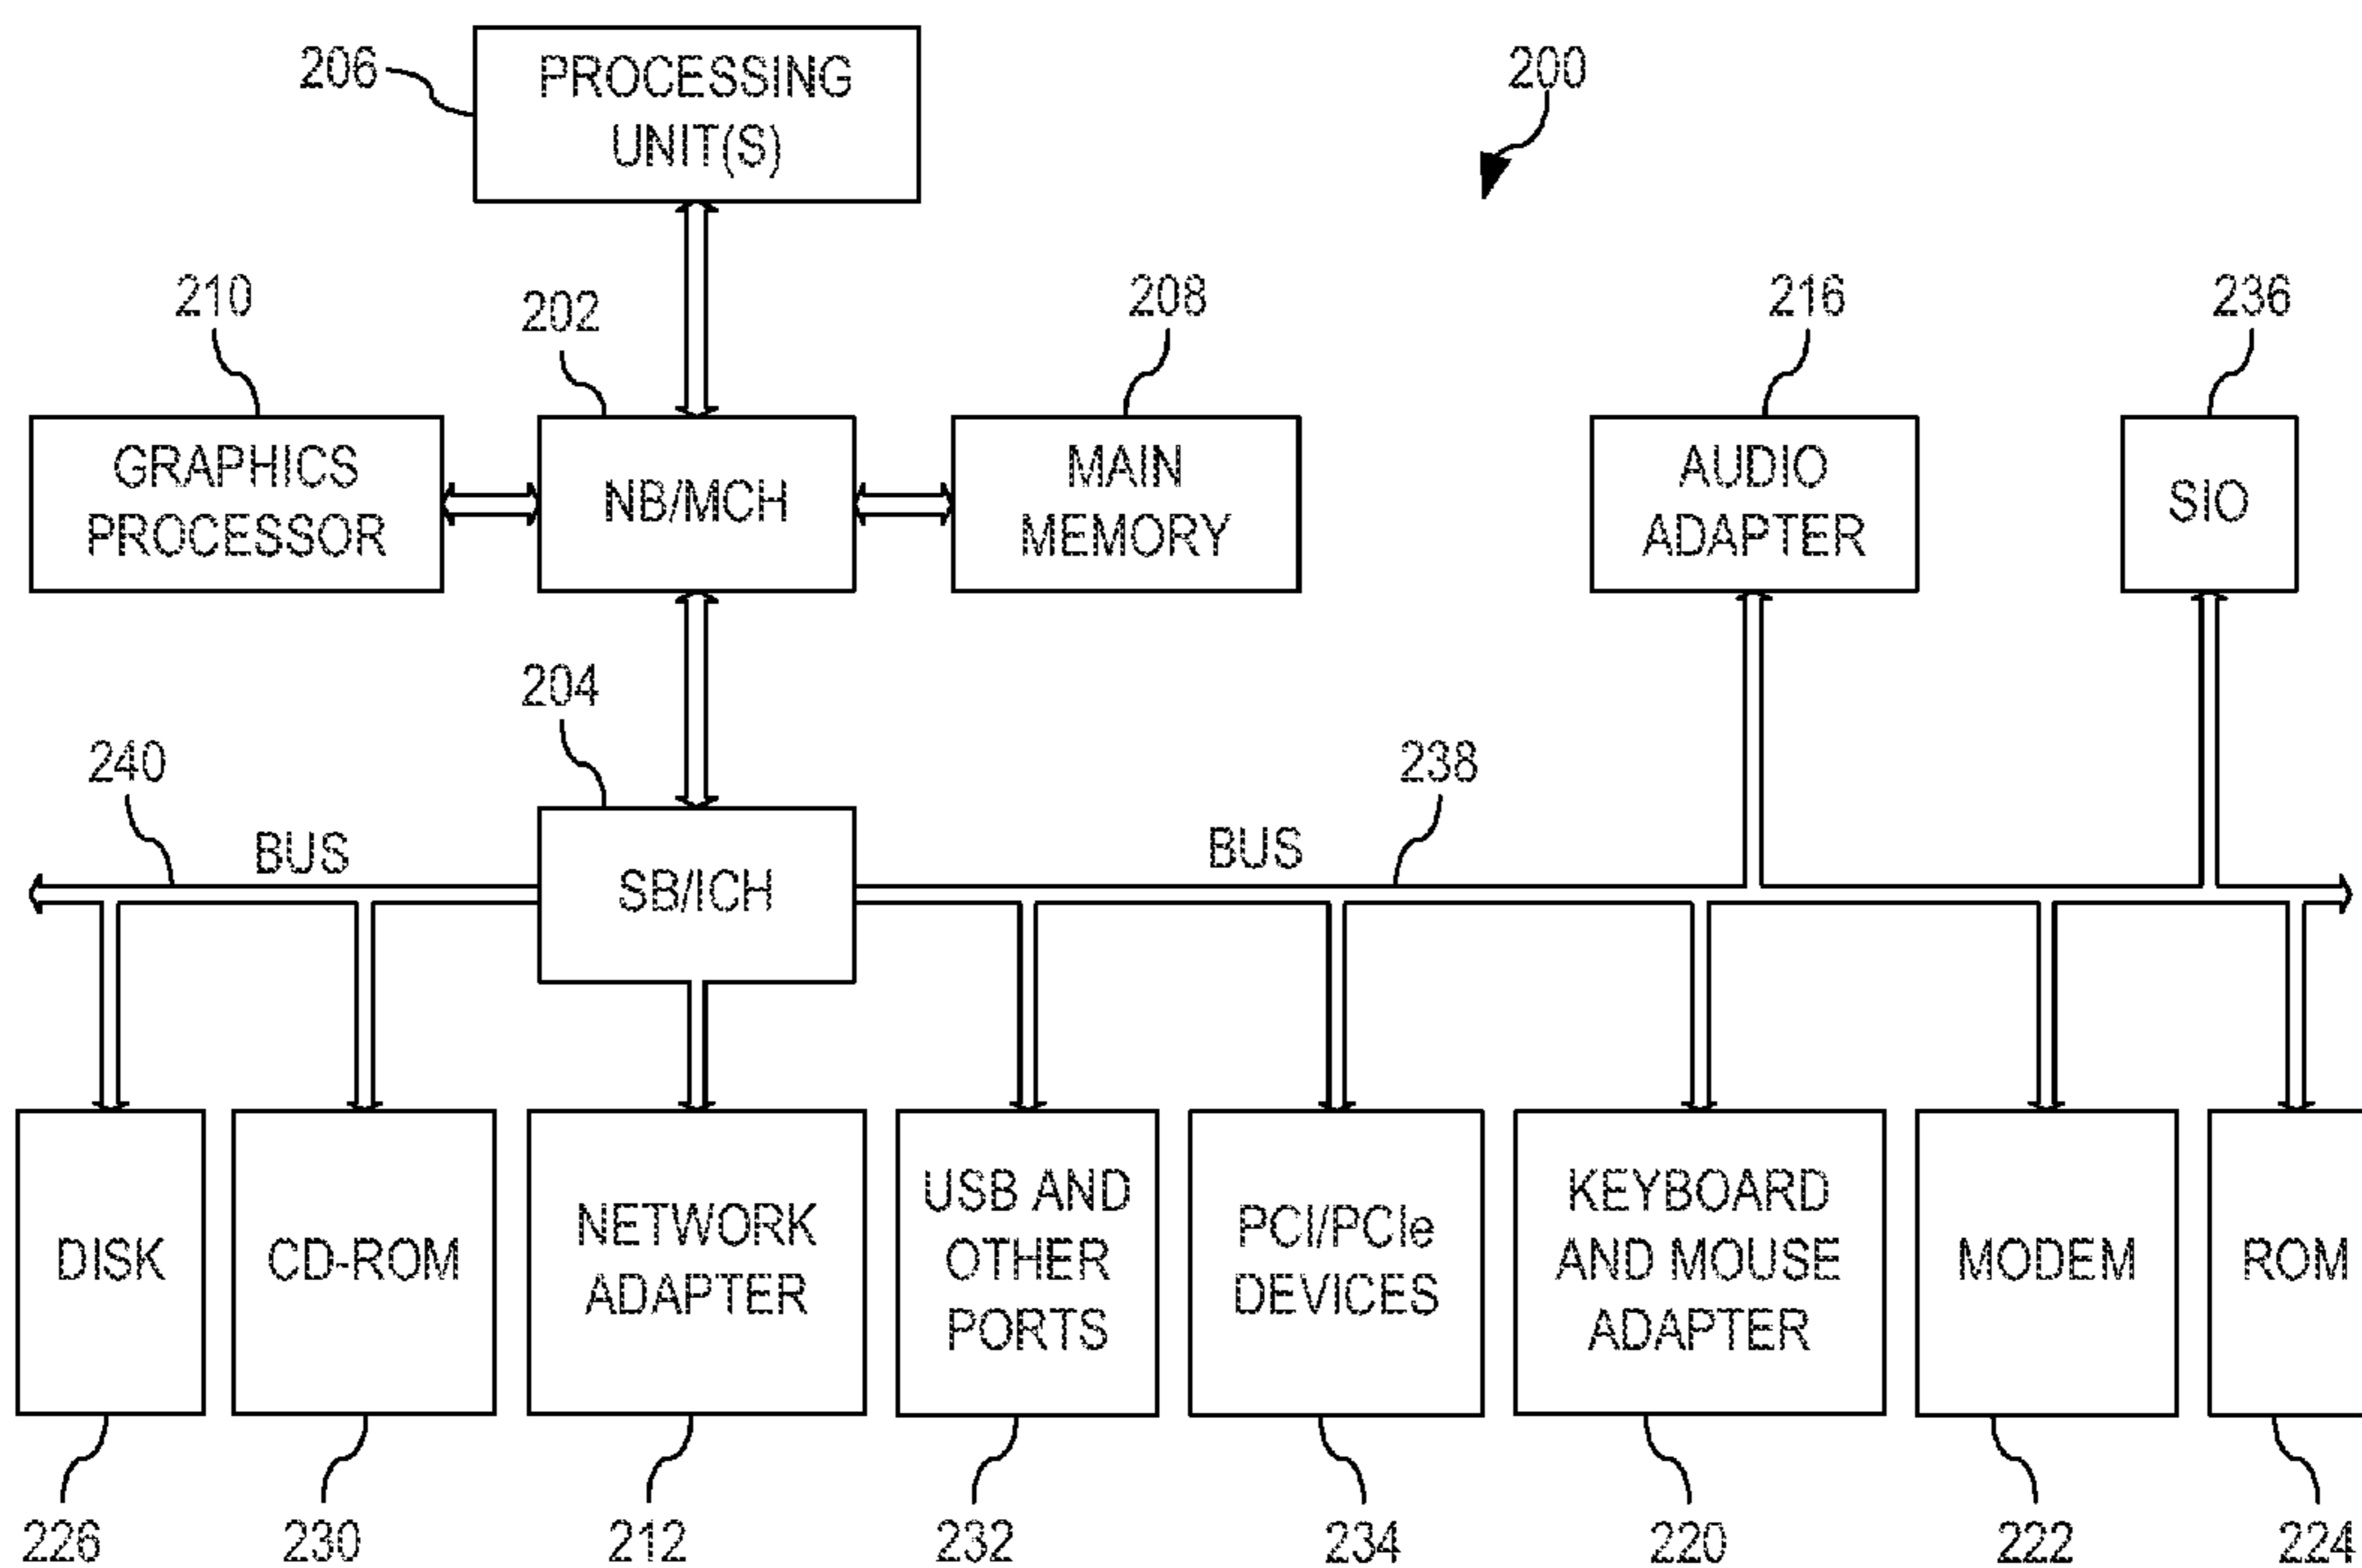 206
PROCESSING
UNIT(S)
200
210
202
208
216
236
GRAPHICS
PROCESSOR
NB/MCH
MAIN
MEMORY
AUDIO
ADAPTER
SIO
204
240
238
BUS
BUS
SB/ICH
DISK
CD-ROM
NETWORK
ADAPTER
USB AND
OTHER
PORTS
PCI/PCIe
DEVICES
KEYBOARD
AND MOUSE
ADAPTER
MODEM
ROM
226
230
212
232
234
220
222
224